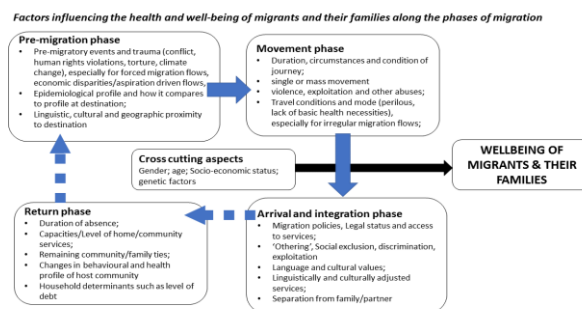 Factors influencing the health and well-being of migrants and their families along the phases of migration
Pre-migration phase
• Pre-migratory events and trauma (conflict,
human rights violations, torture, climate
change), especially for forced migration flows,
economic disparities/aspiration driven flows,
• Epidemiological profile and how it compares
to profile at destination;
• Linguistic, cultural and geographic proximity
to destination
Movement phase
• Duration, circumstances and condition of
journey;
• single or mass movement
• violence, exploitation and other abuses;
• Travel conditions and mode (perilous,
lack of basic health necessities),
especially for irregular migration flows;
Cross cutting aspects
Gender; age; Socio-economic status;
genetic factors
WELLBEING OF
MIGRANTS & THEIR
FAMILIES
Return phase
• Duration of absence;
• Capacities/Level of home/community
services;
• Remaining community/family ties;
• Changes in behavioural and health
profile of host community
• Household determinants such as level of
debt
Arrival and integration phase
• Migration policies, Legal status and access
to services;
• ‘Othering’, Social exclusion, discrimination,
exploitation
• Language and cultural values;
• Linguistically and culturally adjusted
services;
• Separation from family/partner